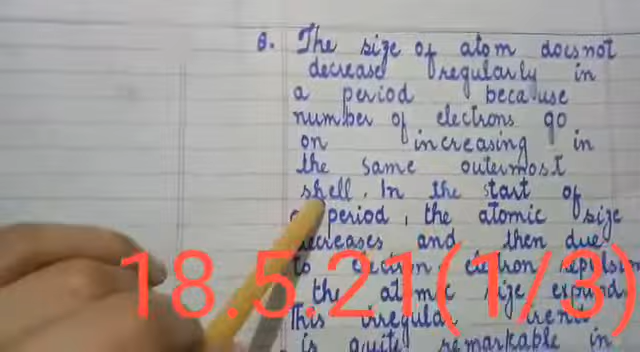 8. The size of atom does not
decrease regularly in
a period because
number of electrons go
on increasing in
the same outermost
shell. In the start of
a period, the atomic size
decreases and then due
to electron electron repulsion
the atomic size expands
This irregular trend
is quite remarkable in
18.5.21(1/3)